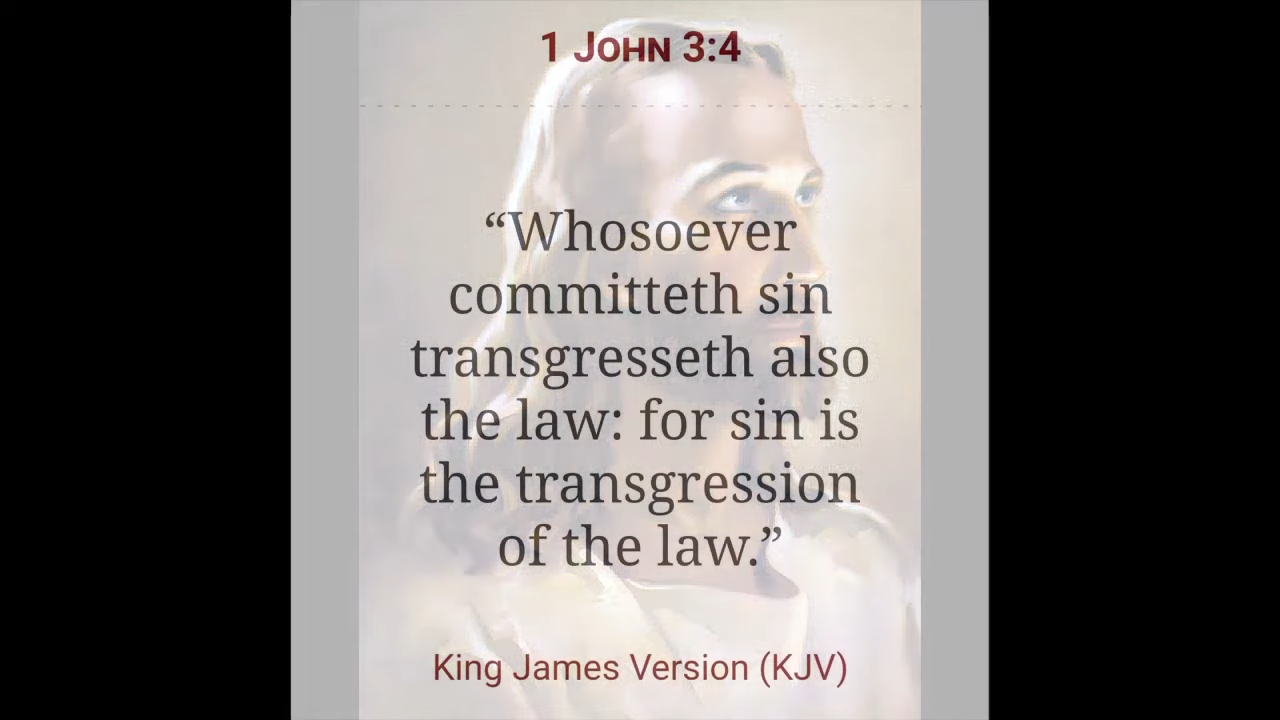 1 John 3:4
“Whosoever
committeth sin
transgresseth also
the law: for sin is
the transgression
of the law.”
King James Version (KJV)